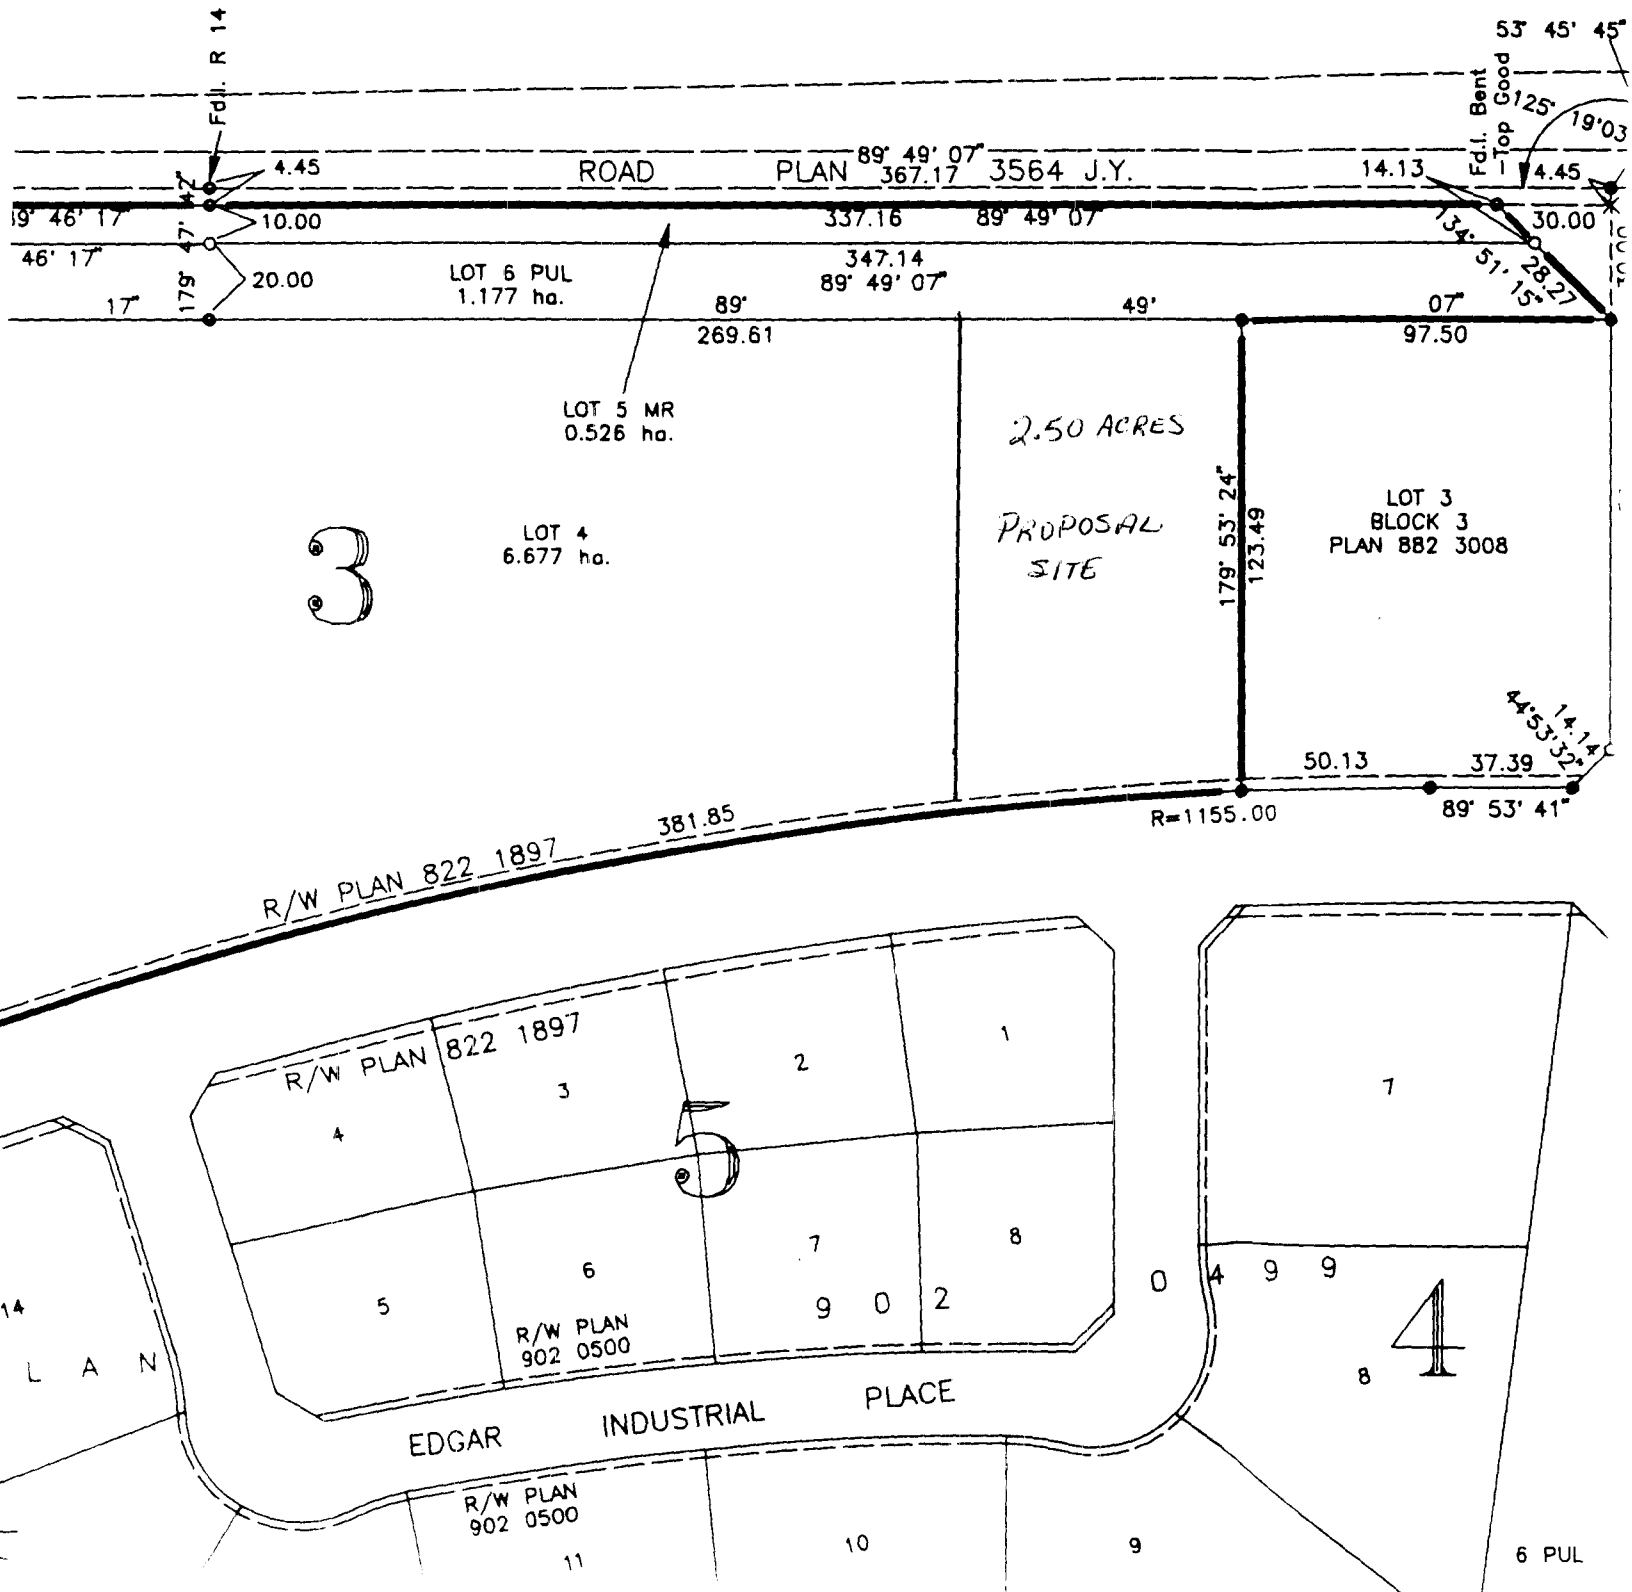 53° 45' 45"
Fd.I. R 14
Fd.I. Bent
-Top Good
125°
19'03
4.45
ROAD PLAN 3564 J.Y.
89° 49' 07"
367.17
14.13
4.45
42"
46' 17"
10.00
337.16
89° 49' 07"
30.00
179° 47'
46' 17"
347.14
134° 51' 15"
28.27
LOT 6 PUL
1.177 ha.
20.00
89° 49' 07"
17"
89°
49'
07"
269.61
97.50
LOT 5 MR
0.526 ha.
2.50 ACRES
179° 53' 24"
123.49
LOT 3
BLOCK 3
PLAN 882 3008
3
LOT 4
6.677 ha.
PROPOSAL
SITE
14.14
44°53'32"
50.13
37.39
381.85
R=1155.00
89° 53' 41"
R/W PLAN 822 1897
R/W PLAN 822 1897
1
2
3
4
5
7
5
6
7
8
0 4 9 9
9 0 2
14
R/W PLAN
902 0500
L A N
4
8
EDGAR INDUSTRIAL PLACE
R/W PLAN
902 0500
11
10
9
6 PUL